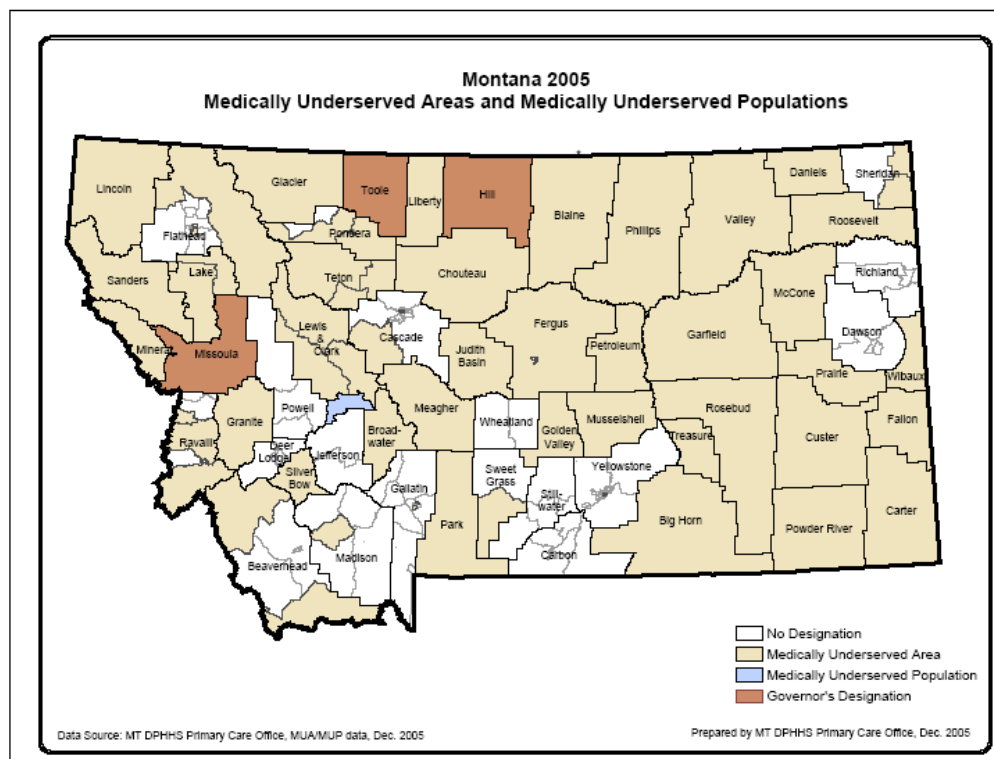 Montana 2005
Medically Underserved Areas and Medically Underserved Populations
Lincoln
Flathead
Glacier
Toole
Liberty
Hill
Blaine
Phillips
Valley
Daniels
Sheridan
Roosevelt
Pondera
Sanders
Lake
Teton
Chouteau
Richland
McCone
Dawson
Mineral
Missoula
Lewis
&
Clark
Cascade
Judith
Basin
Fergus
Petroleum
Garfield
Prairie
Wibaux
Ravalli
Granite
Powell
Deer
Lodge
Silver
Bow
Jefferson
Broad-
water
Meagher
Wheatland
Golden
Valley
Musselshell
Rosebud
Treasure
Custer
Fallon
Beaverhead
Madison
Gallatin
Park
Sweet
Grass
Still-
water
Yellowstone
Carbon
Big Horn
Powder River
Carter
No Designation
Medically Underserved Area
Medically Underserved Population
Governor's Designation
Data Source: MT DPHHS Primary Care Office, MUA/MUP data, Dec. 2005
Prepared by MT DPHHS Primary Care Office, Dec. 2005